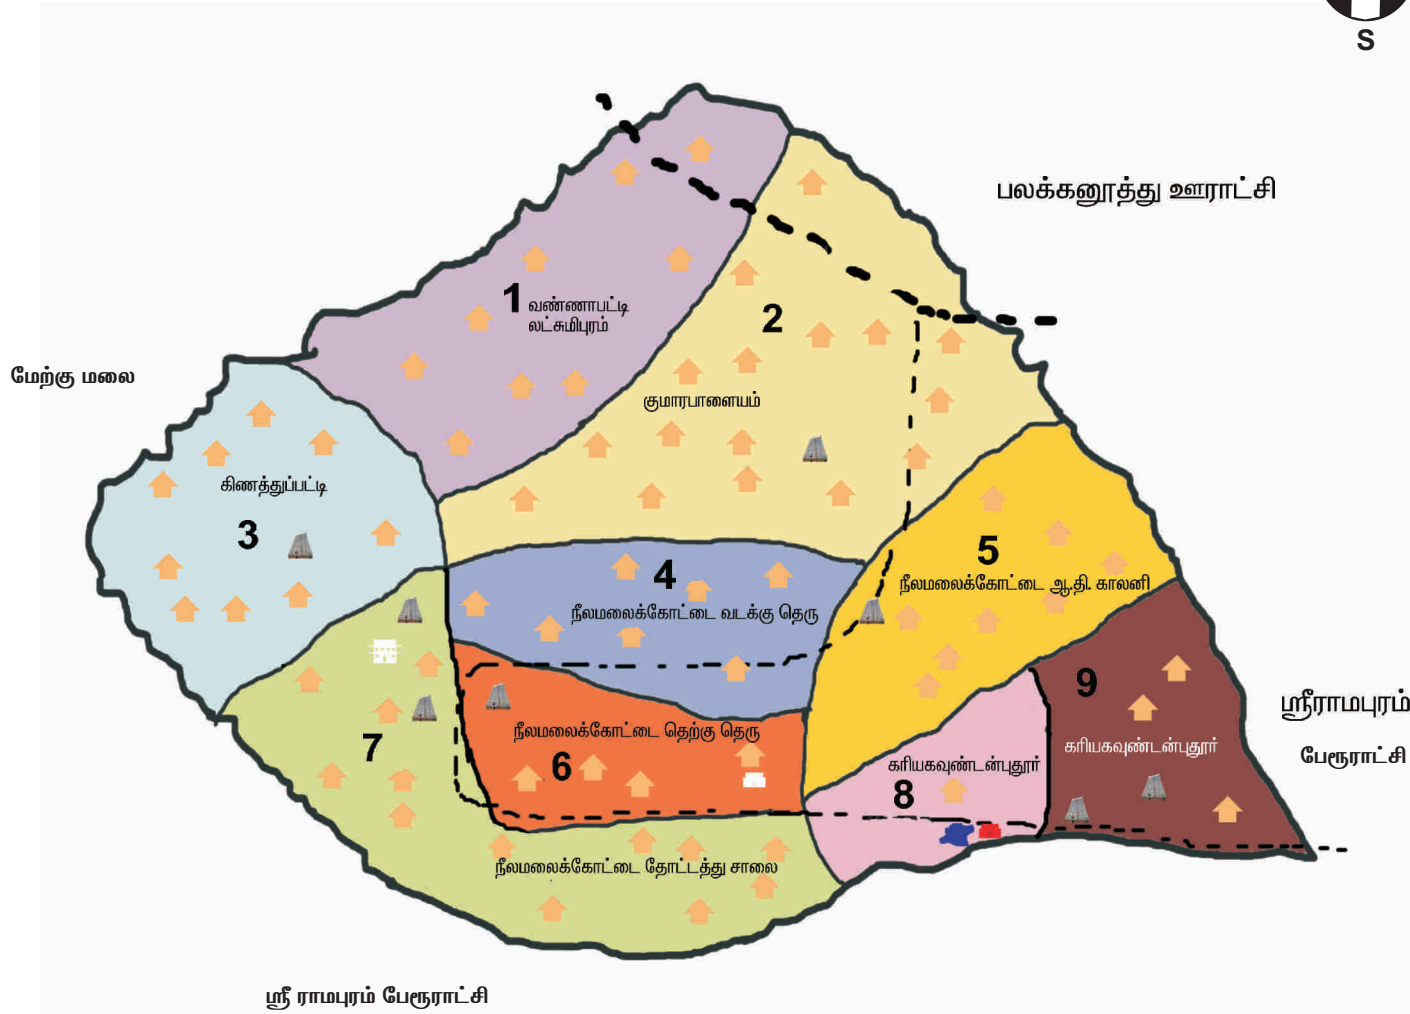 S
பலக்கனூத்து ஊராட்சி
1 வண்ணாபட்டி
லட்சுமிபுரம்
2
மேற்கு மலை
குமாரபாளையம்
கிணத்துப்பட்டி
3
5
நீலமலைக்கோட்டை ஆ.தி. காலனி
4
நீலமலைக்கோட்டை வடக்கு தெரு
9
கரியகவுண்டன்புதூர்
ஸ்ரீராமபுரம்
பேரூராட்சி
நீலமலைக்கோட்டை தெற்கு தெரு
6
7
கரியகவுண்டன்புதூர்
8
நீலமலைக்கோட்டை தோட்டத்து சாலை
ஸ்ரீ ராமபுரம் பேரூராட்சி